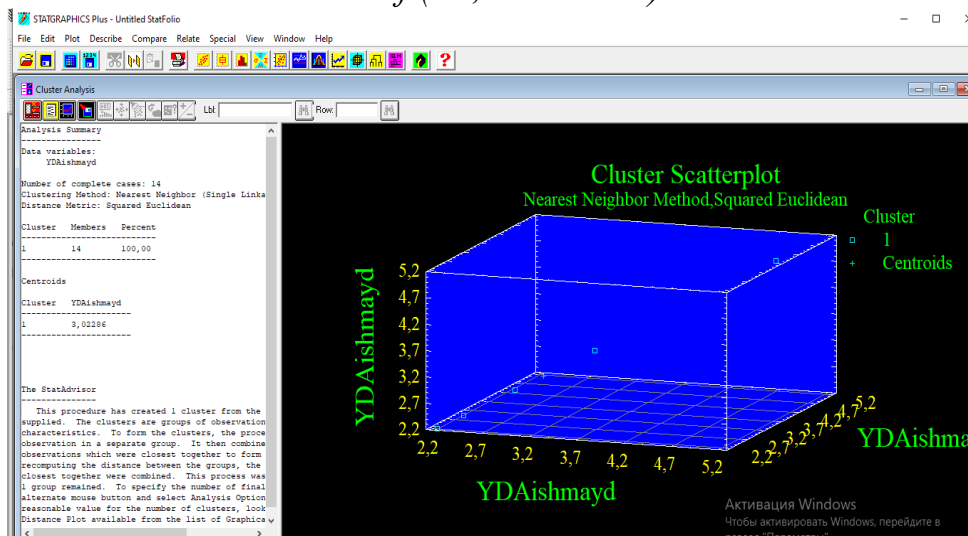 STATGRAPHICS Plus - Untitled StatFolio
File Edit Plot Describe Compare Relate Special View Window Help
Cluster Analysis
Lbl: Row:
Analysis Summary
Data variables:
YDAishmayd
Number of complete cases: 14
Clustering Method: Nearest Neighbor (Single Linka
Distance Metric: Squared Euclidean
Cluster Members Percent
1 14 100,00
Centroids
Cluster YDAishmayd
1 3,02286
The StatAdvisor
This procedure has created 1 cluster from the
supplied. The clusters are groups of observation
characteristics. To form the clusters, the proce
observation in a separate group. It then combine
observations which were closest together to form
recomputing the distance between the groups, the
closest together were combined. This process was
1 group remained. To specify the number of final
alternate mouse button and select Analysis Option
reasonable value for the number of clusters, look
Distance Plot available from the list of Graphica
Cluster Scatterplot
Nearest Neighbor Method,Squared Euclidean
Cluster
1
Centroids
YDAishmayd
5,2
4,7
4,2
3,7
3,2
2,7
2,2
2,2 2,7 3,2 3,7 4,2 4,7 5,2
YDAishmayd
2,2 2,7 3,2 3,7 4,2 4,7 5,2
YDAishma
Активация Windows
Чтобы активировать Windows, перейдите в